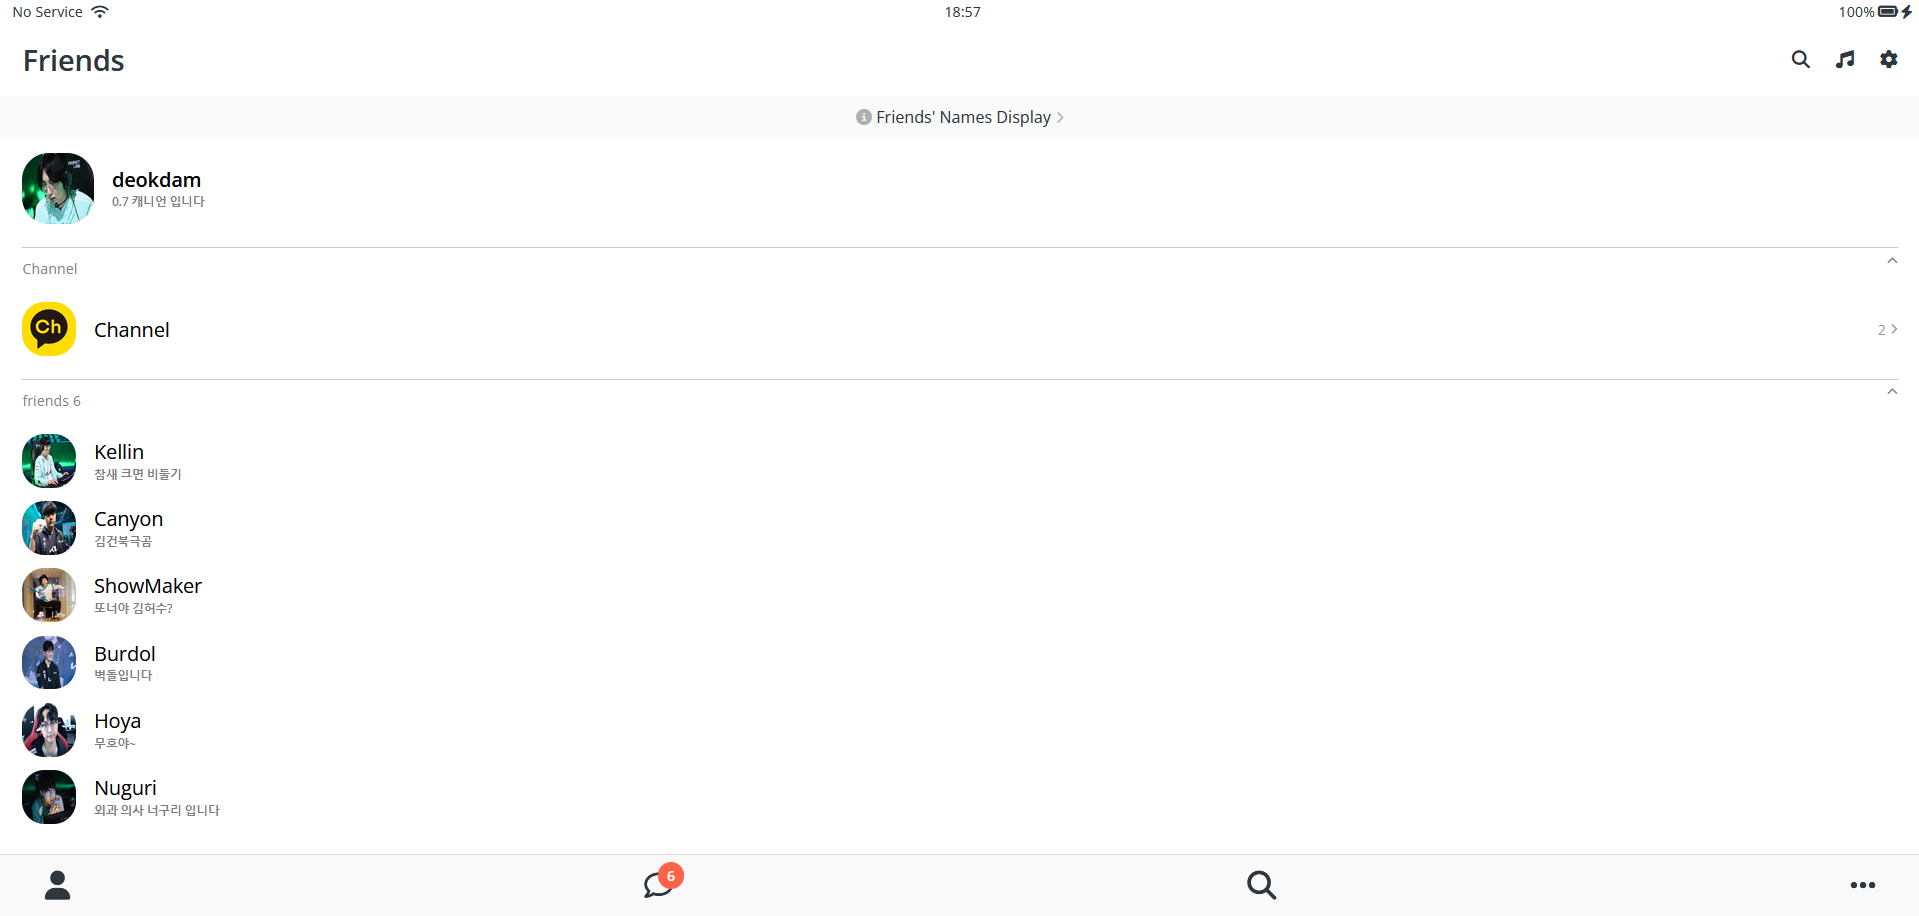 No Service
18:57
100%
Friends
Friends' Names Display
deokdam
0.7 캐니언 입니다
Channel
Ch
Channel
2
friends 6
Kellin
참새 크면 비둘기
Canyon
김건북극곰
ShowMaker
또너야 김허수?
Burdol
벽돌입니다
Hoya
무호야~
Nuguri
외과 의사 너구리 입니다
6